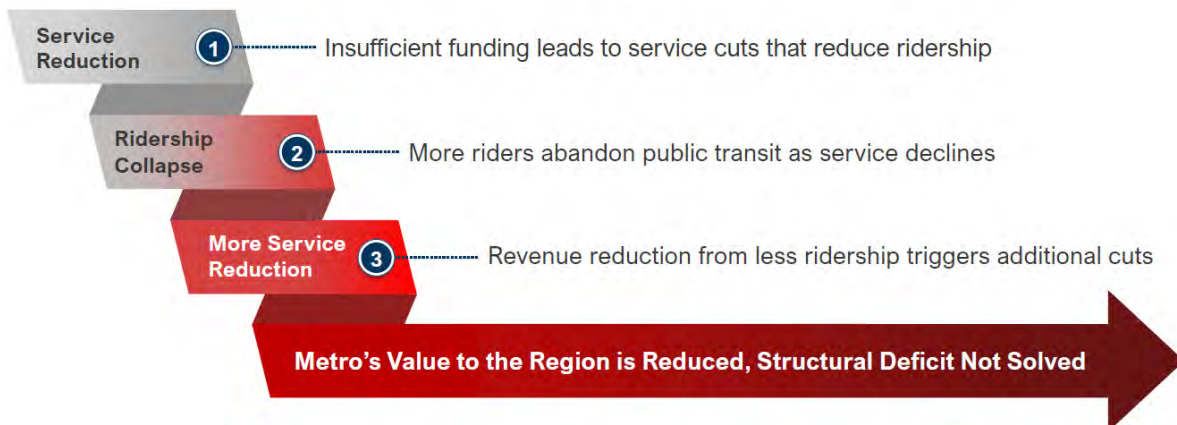 Service
Reduction
1
Insufficient funding leads to service cuts that reduce ridership
Ridership
Collapse
2
More riders abandon public transit as service declines
More Service
Reduction
3
Revenue reduction from less ridership triggers additional cuts
Metro's Value to the Region is Reduced, Structural Deficit Not Solved